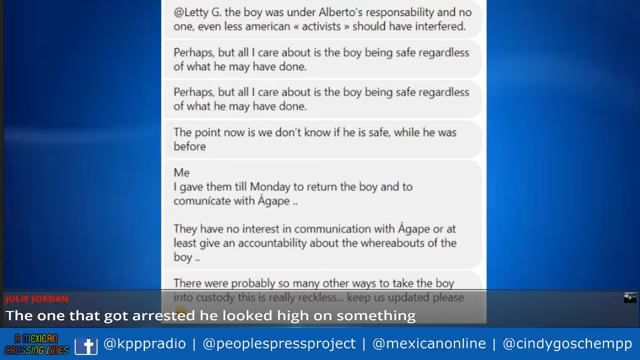 @Letty G. the boy was under Alberto's responsability and no
one, even less american « activists » should have interfered.
Perhaps, but all I care about is the boy being safe regardless
of what he may have done.
Perhaps, but all I care about is the boy being safe regardless
of what he may have done.
The point now is we don't know if he is safe, while he was
before
Me
I gave them till Monday to return the boy and to
comunícate with Ágape ..
They have no interest in communication with Ágape or at
least give an accountability about the whereabouts of the
boy ..
There were probably so many other ways to take the boy
into custody this is really reckless... keep us updated please
JULIE JORDAN
The one that got arrested he looked high on something
A MEXICAN
CROSSING LINES
@kpppradio | @peoplespressproject | @mexicanonline | @cindygoschempp